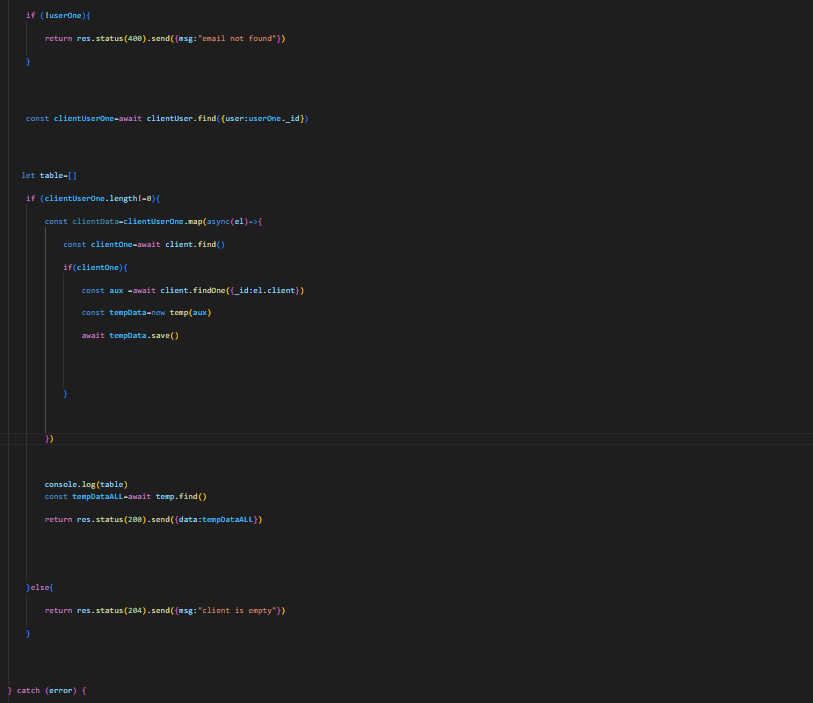 if (!userOne){
return res.status(400).send({msg:"email not found"})
}
const clientUserOne=await clientUser.find({user:userOne._id})
let table=[]
if (clientUserOne.length!=0){
const clientData=clientUserOne.map(async(el)=>{
const clientOne=await client.find()
if(clientOne){
const aux =await client.findOne({_id:el.client})
const tempData=new temp(aux)
await tempData.save()
}
})
console.log(table)
const tempDataALL=await temp.find()
return res.status(200).send({data:tempDataALL})
}else{
return res.status(204).send({msg:"client is empty"})
}
} catch (error) {